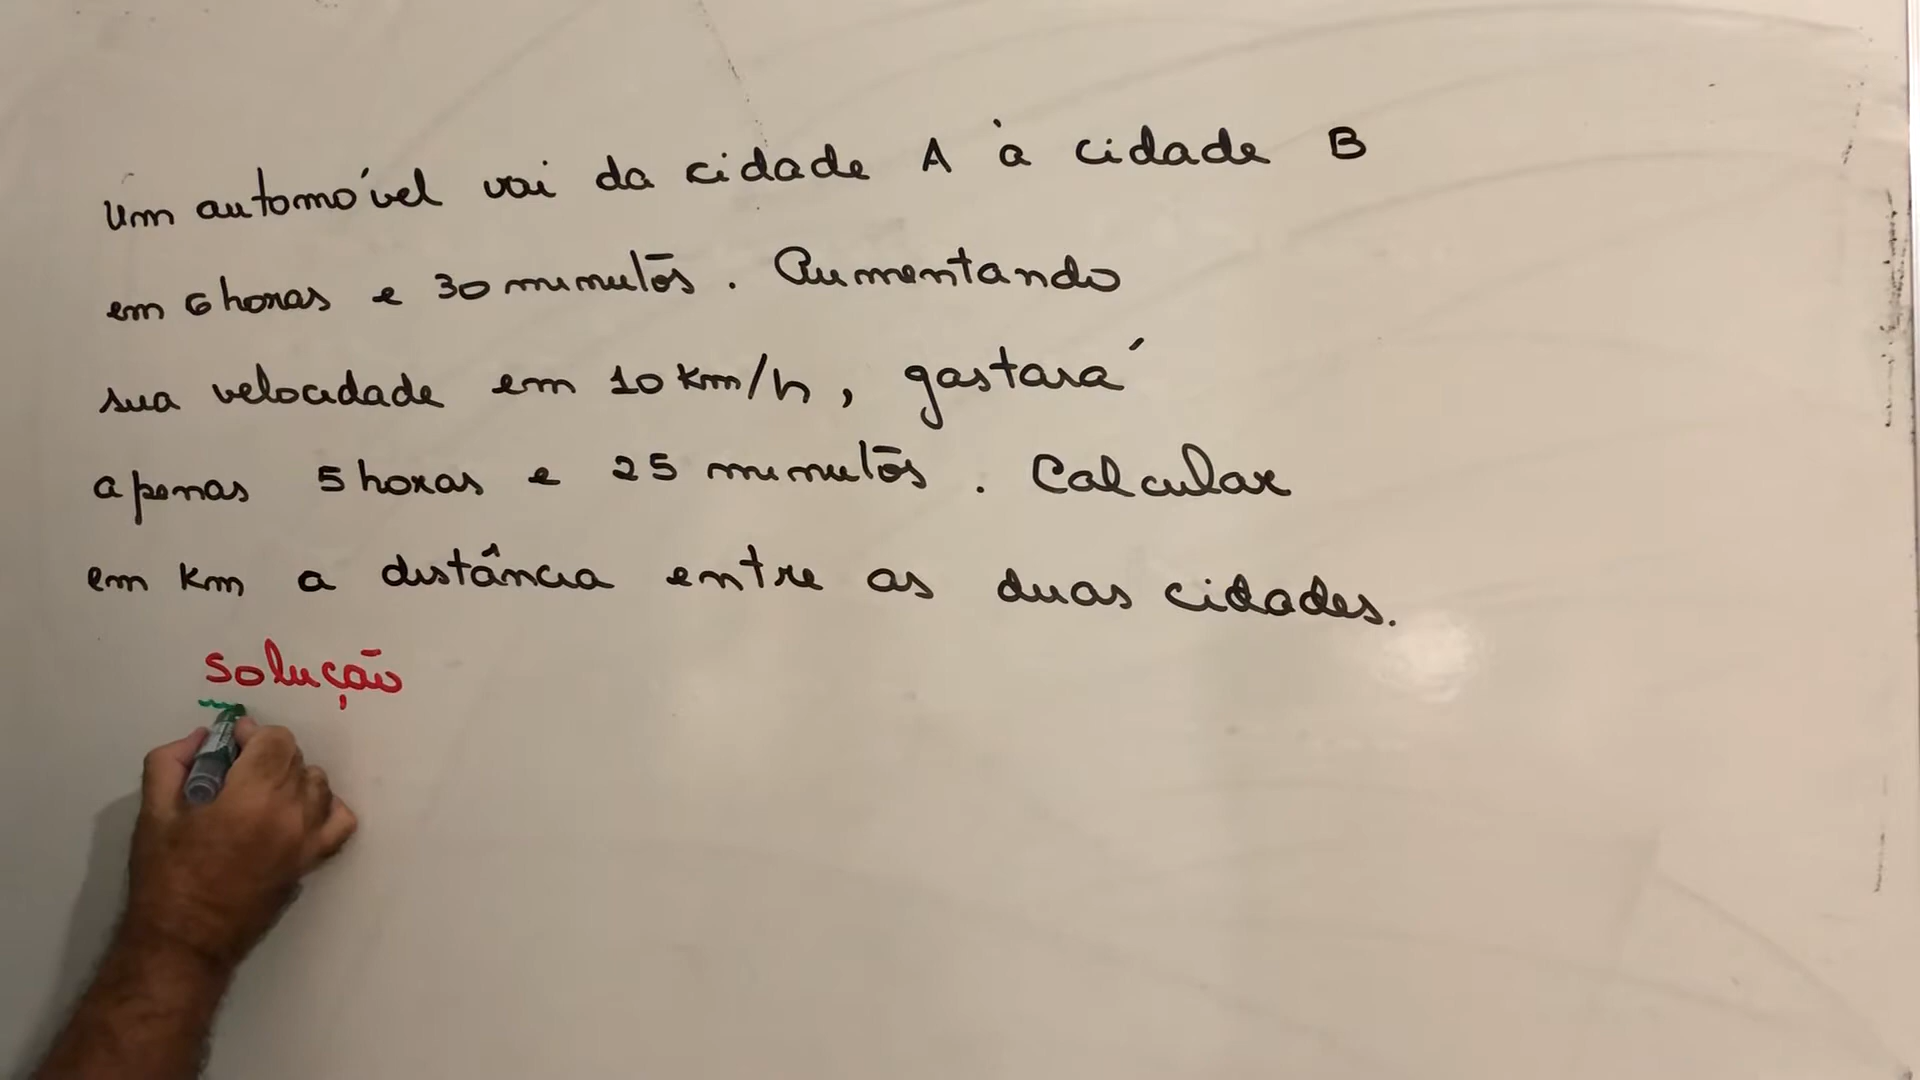 Um automóvel vai da cidade A à cidade B
em 6 horas e 30 minutos. Aumentando
sua velocidade em 10 km/h, gastará
apenas 5 horas e 25 minutos. Calcular
em km a distância entre as duas cidades.
Solução